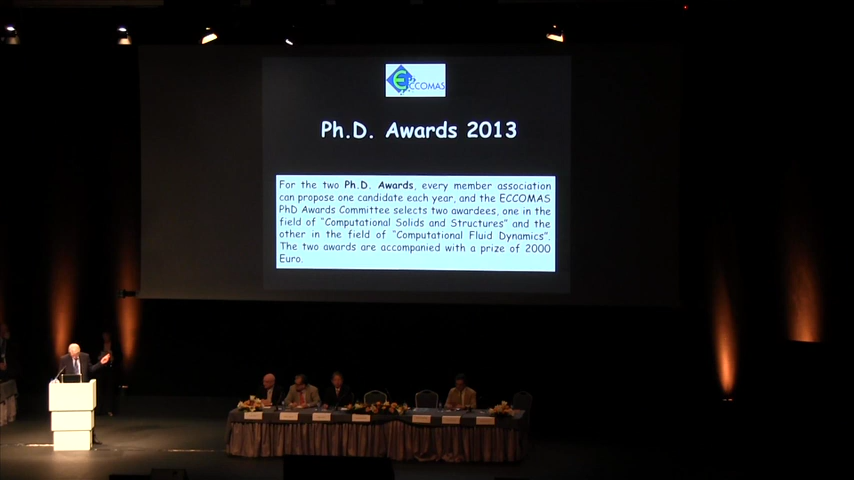 ECCOMAS
Ph.D. Awards 2013
For the two Ph.D. Awards, every member association
can propose one candidate each year, and the ECCOMAS
PhD Awards Committee selects two awardees, one in the
field of "Computational Solids and Structures" and the
other in the field of "Computational Fluid Dynamics".
The two awards are accompanied with a prize of 2000
Euro.